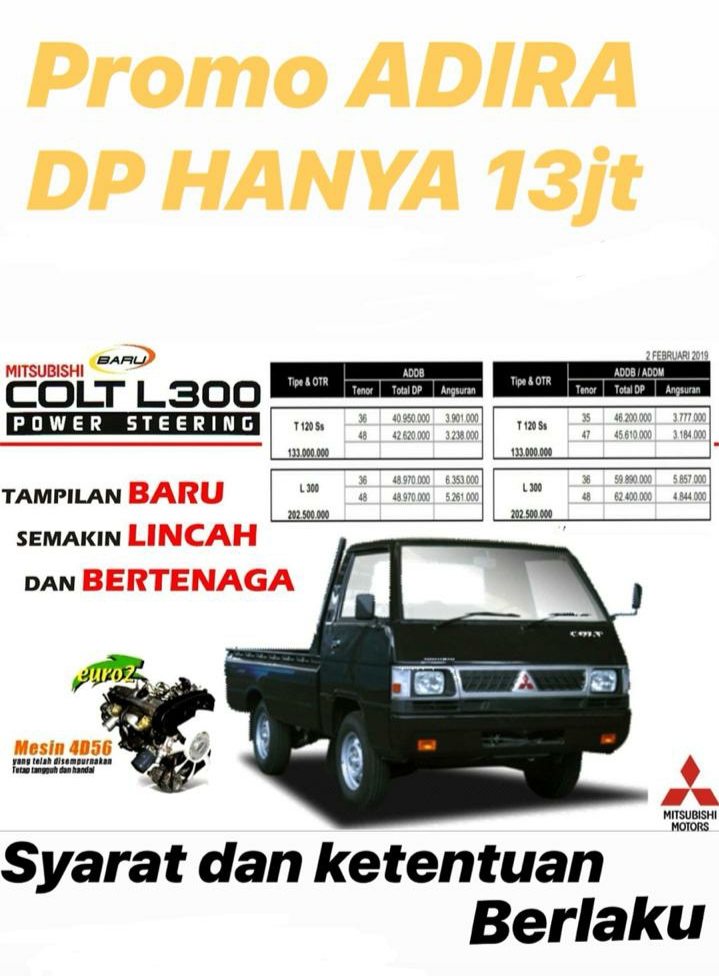 Promo ADIRA
DP HANYA 13jt
2 FEBRUARI 2019
BARU
MITSUBISHI
COLT L300
POWER STEERING
Tipe & OTR ADDB
Tenor Total DP Angsuran
T 120 Ss 36 40.950.000 3.901.000
48 42.620.000 3.238.000
133.000.000
L 300 36 48.970.000 6.353.000
48 48.970.000 5.261.000
202.500.000
Tipe & OTR ADDB / ADDM
Tenor Total DP Angsuran
T 120 Ss 35 46.200.000 3.777.000
47 45.610.000 3.184.000
133.000.000
L 300 36 59.890.000 5.857.000
48 62.400.000 4.844.000
202.500.000
TAMPILAN BARU
SEMAKIN LINCAH
DAN BERTENAGA
COLT
euro2
Mesin 4D56
yang telah disempurnakan
Tetap tangguh dan handal
MITSUBISHI
MOTORS
Syarat dan ketentuan
Berlaku